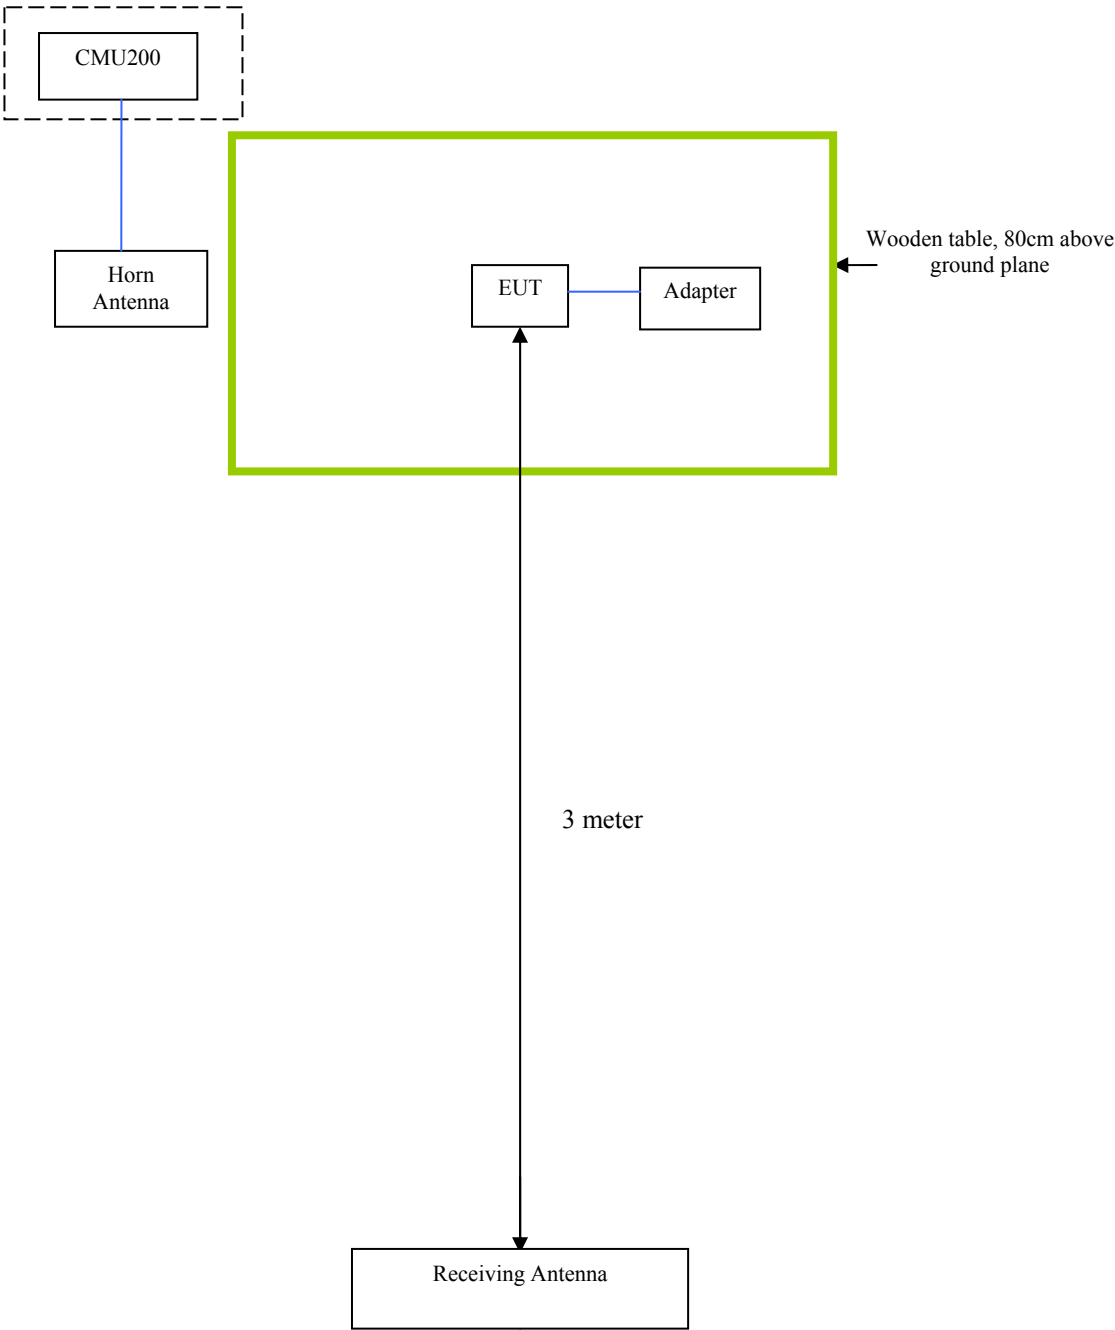 CMU200
Wooden table, 80cm above
ground plane
Horn
Antenna
EUT
Adapter
3 meter
Receiving Antenna